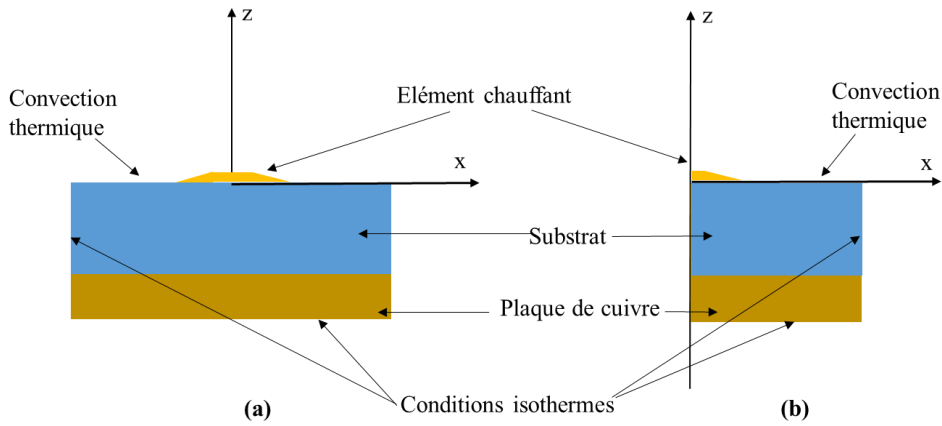 z
z
Elément chauffant
Convection
thermique
Convection
thermique
x
x
Substrat
Plaque de cuivre
Conditions isothermes
(a)
(b)